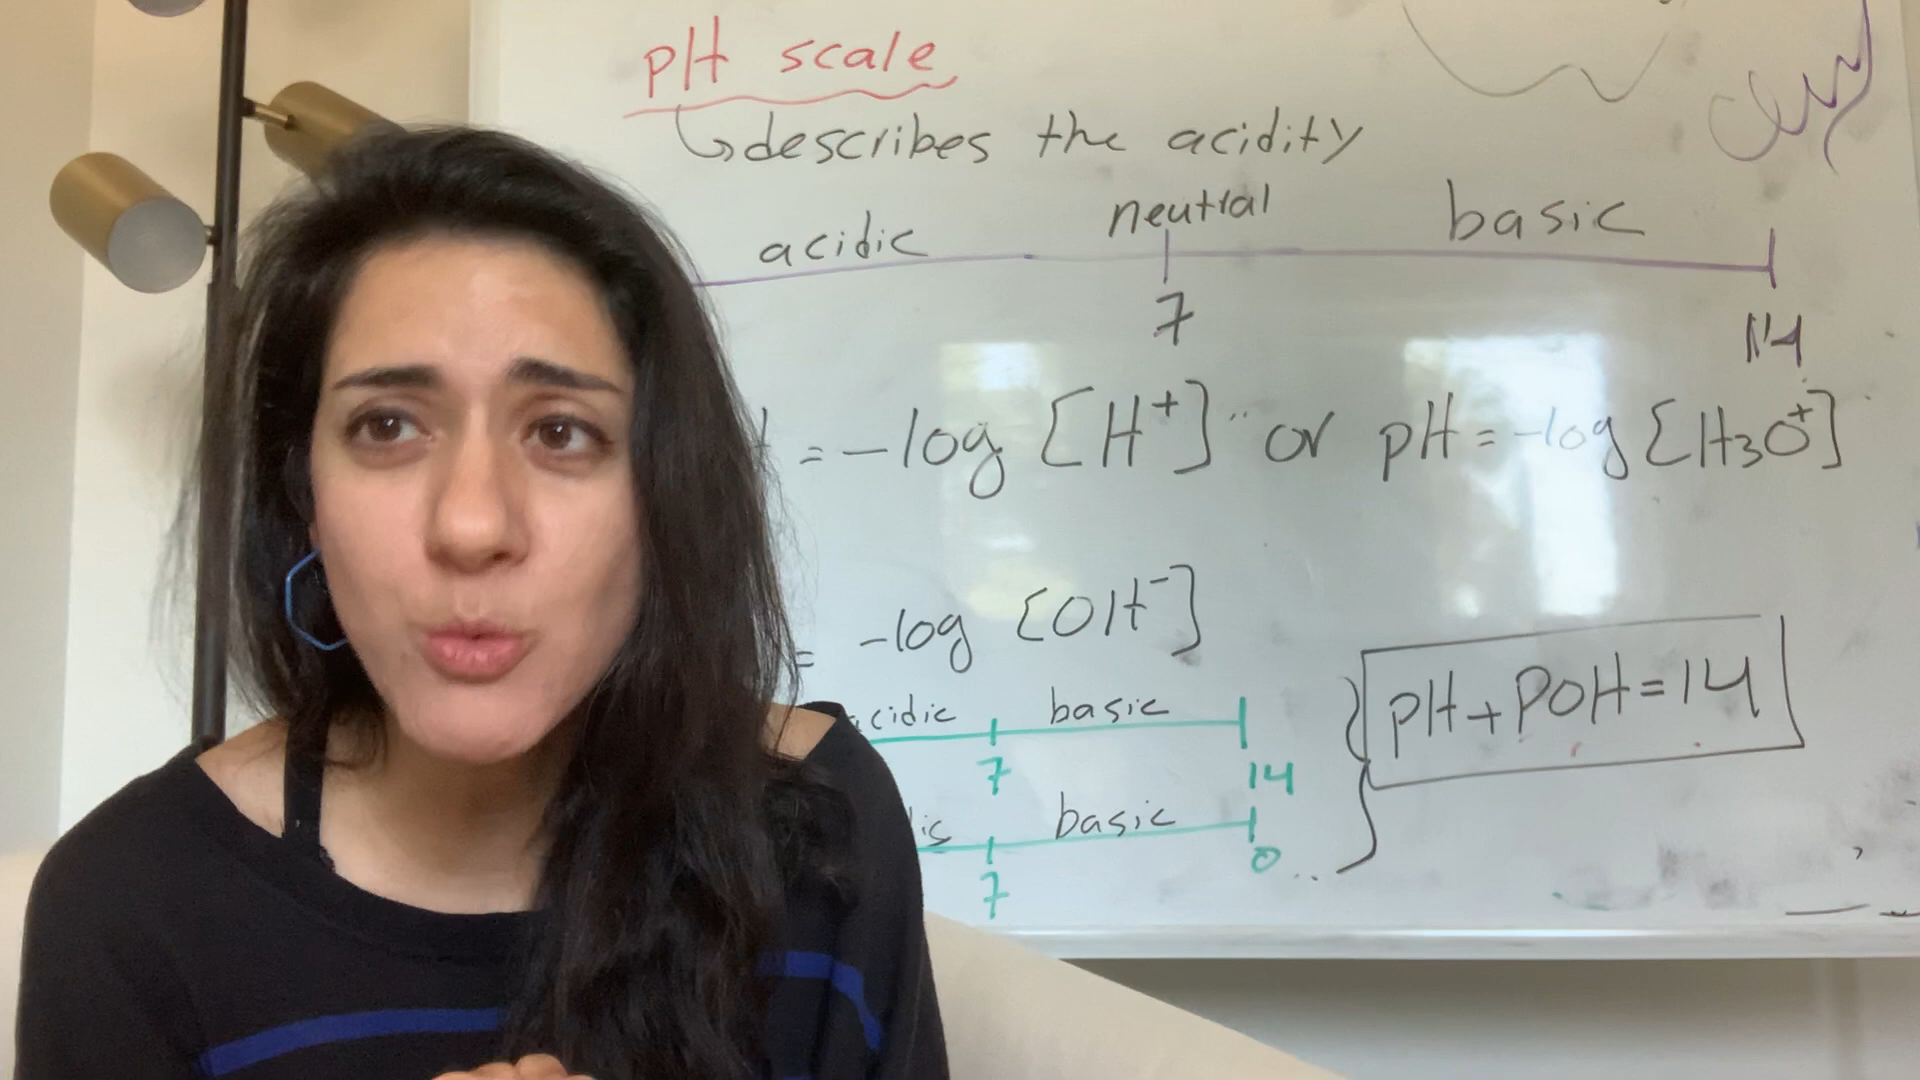 pH scale
↳ describes the acidity
acidic neutral basic
7 14
= -log [H⁺] or pH = -log [H₃O⁺]
= -log [OH⁻]
cidic basic
7 14
pH + POH = 14
basic
7 0